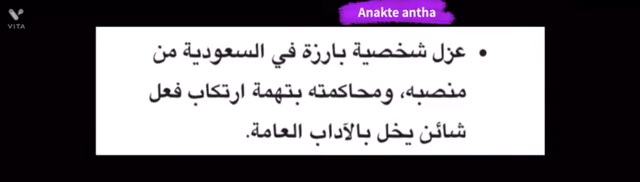 Anakte antha
VITA
• عزل شخصية بارزة في السعودية من
منصبه، ومحاكمته بتهمة ارتكاب فعل
شائن يخل بالآداب العامة.